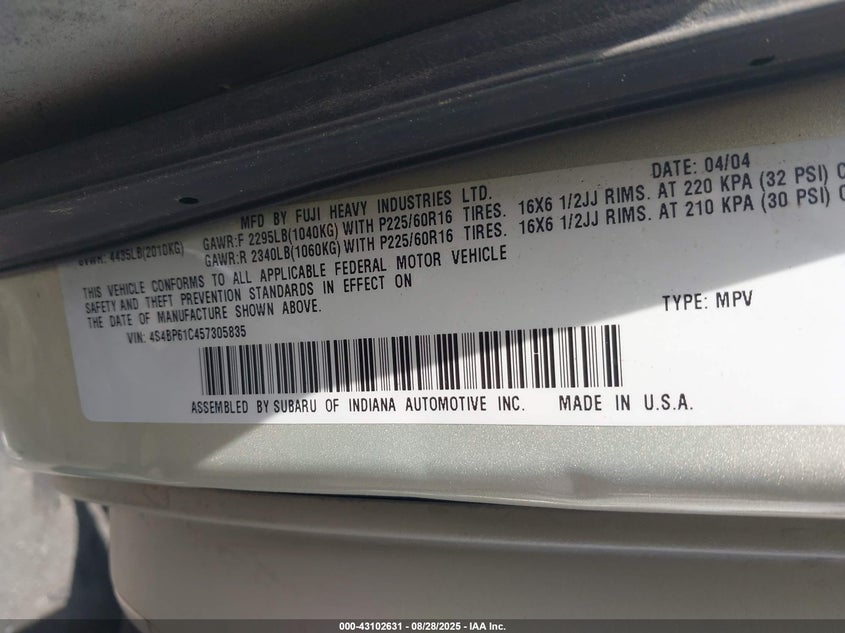 DATE: 04/04
MFD BY FUJI HEAVY INDUSTRIES LTD.
GVWR: 4435LB(2010KG) GAWR:F 2295LB(1040KG) WITH P225/60R16 TIRES. 16X6 1/2JJ RIMS. AT 220 KPA (32 PSI) C
GAWR:R 2340LB(1060KG) WITH P225/60R16 TIRES. 16X6 1/2JJ RIMS. AT 210 KPA (30 PSI) C
THIS VEHICLE CONFORMS TO ALL APPLICABLE FEDERAL MOTOR VEHICLE
SAFETY AND THEFT PREVENTION STANDARDS IN EFFECT ON
THE DATE OF MANUFACTURE SHOWN ABOVE.
VIN: 4S4BP61C457305835
TYPE: MPV
ASSEMBLED BY SUBARU OF INDIANA AUTOMOTIVE INC. MADE IN U.S.A.
000-43102631 - 08/28/2025 - IAA Inc.